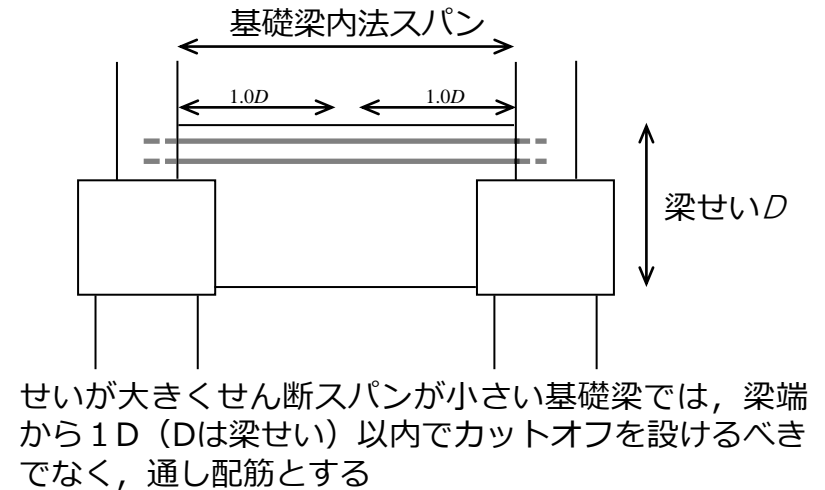 基礎梁内法スパン
1.0D 1.0D
梁せいD
せいが大きくせん断スパンが小さい基礎梁では，梁端
から１D（Dは梁せい）以内でカットオフを設けるべき
でなく，通し配筋とする